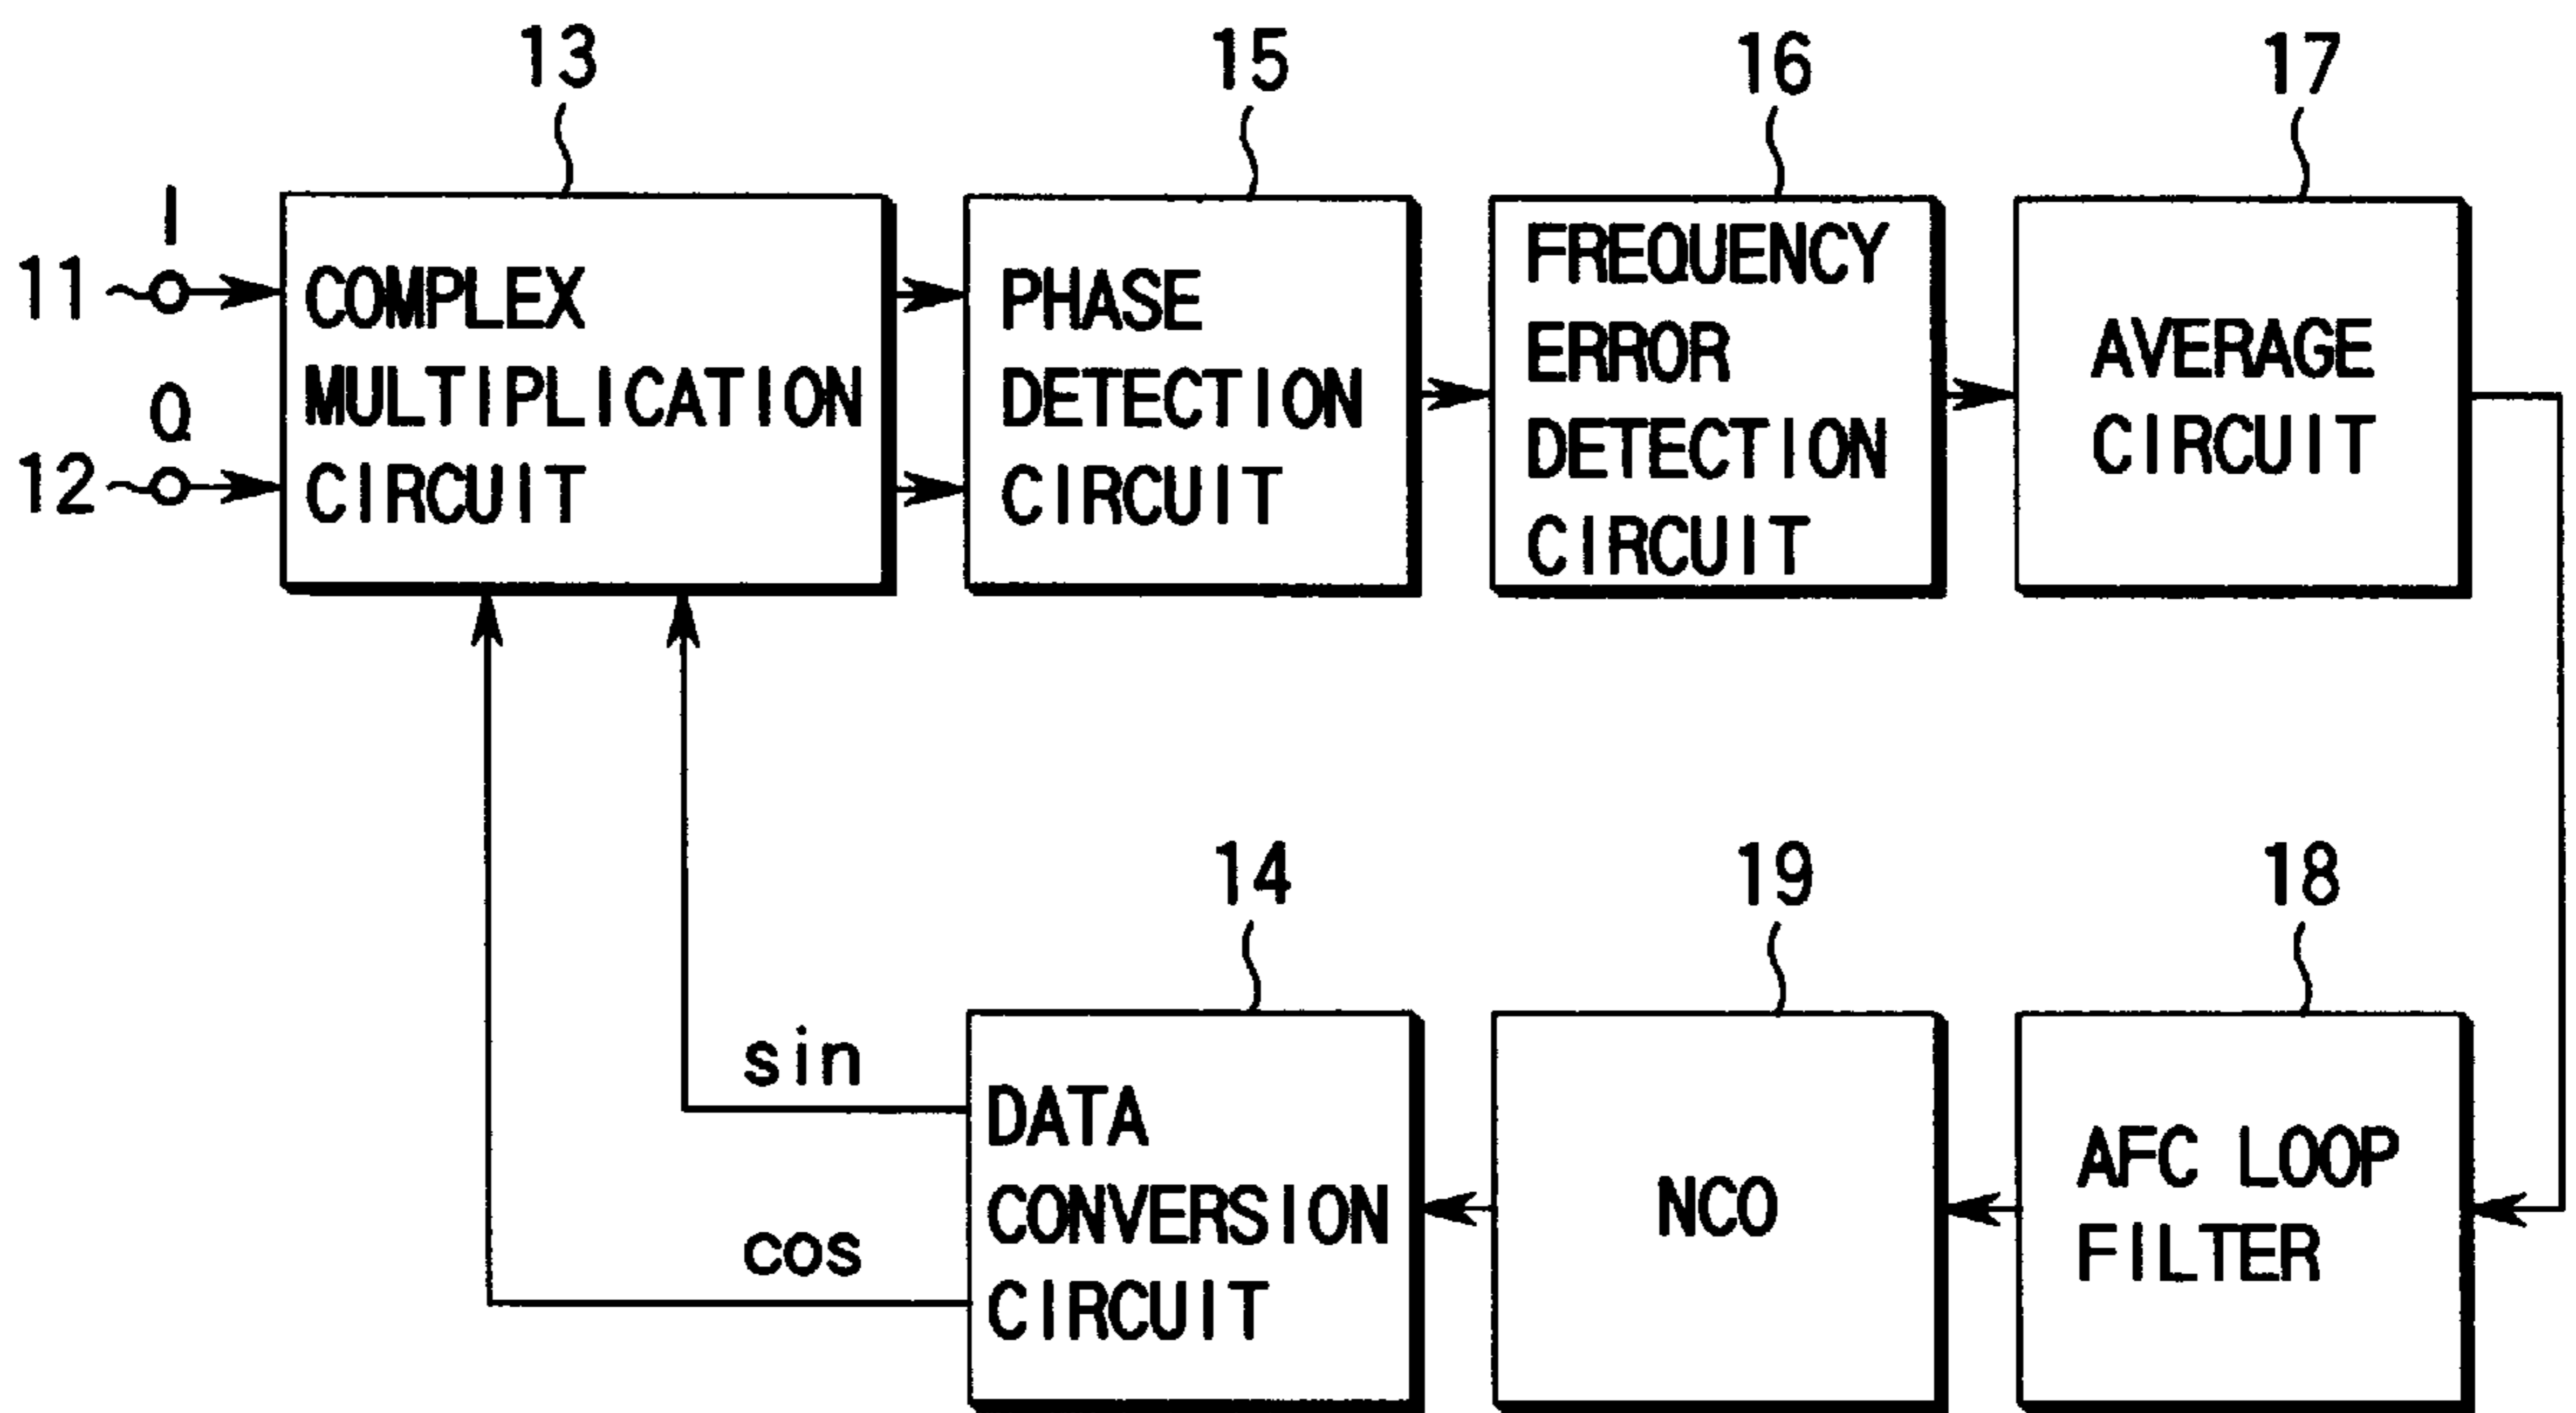 13
15
16
17
I
11
COMPLEX
MULTIPLICATION
CIRCUIT
Q
12
PHASE
DETECTION
CIRCUIT
FREQUENCY
ERROR
DETECTION
CIRCUIT
AVERAGE
CIRCUIT
14
19
18
sin
cos
DATA
CONVERSION
CIRCUIT
NCO
AFC LOOP
FILTER